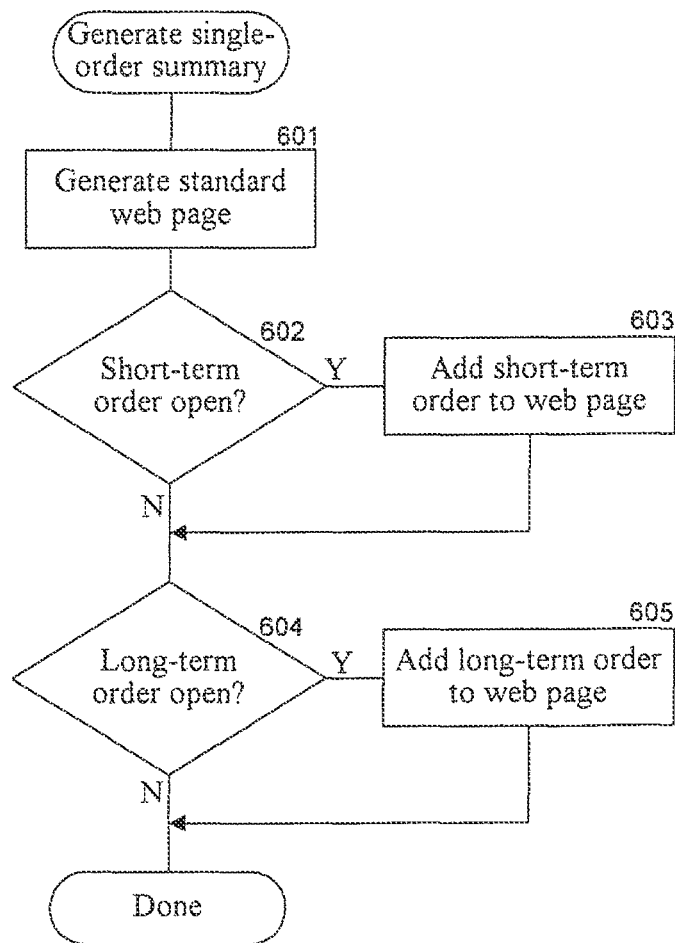 Generate single-
order summary
601
Generate standard
web page
602
Short-term
order open?
Y
603
Add short-term
order to web page
N
604
Long-term
order open?
Y
605
Add long-term order
to web page
N
Done